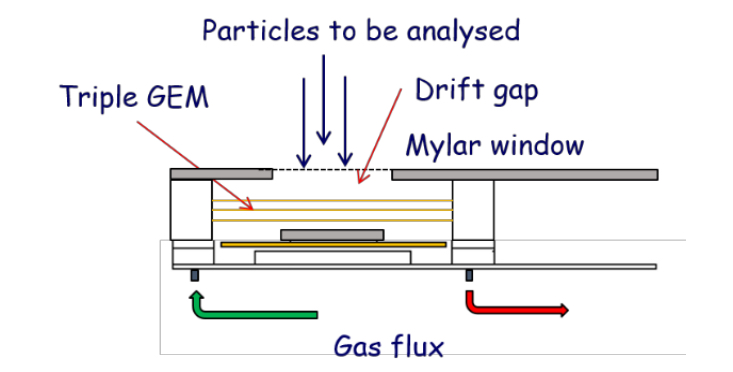 Particles to be analysed
Triple GEM
Drift gap
Mylar window
Gas flux